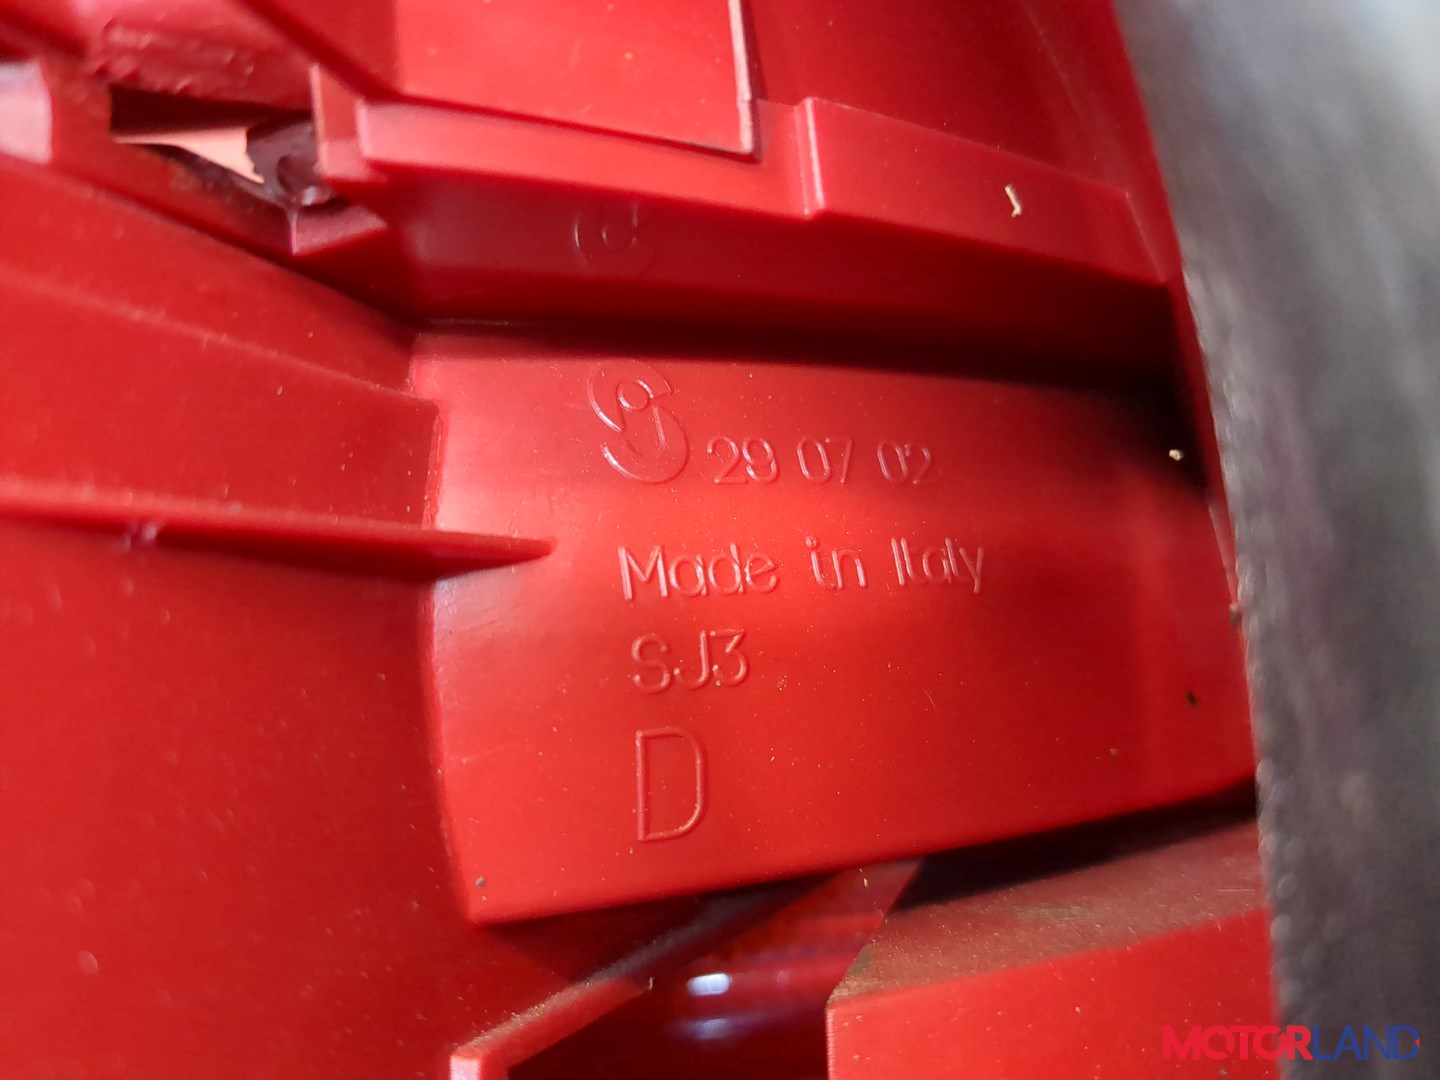 C
29 07 02
Made in Italy
SJ3
D
MOTORLAND